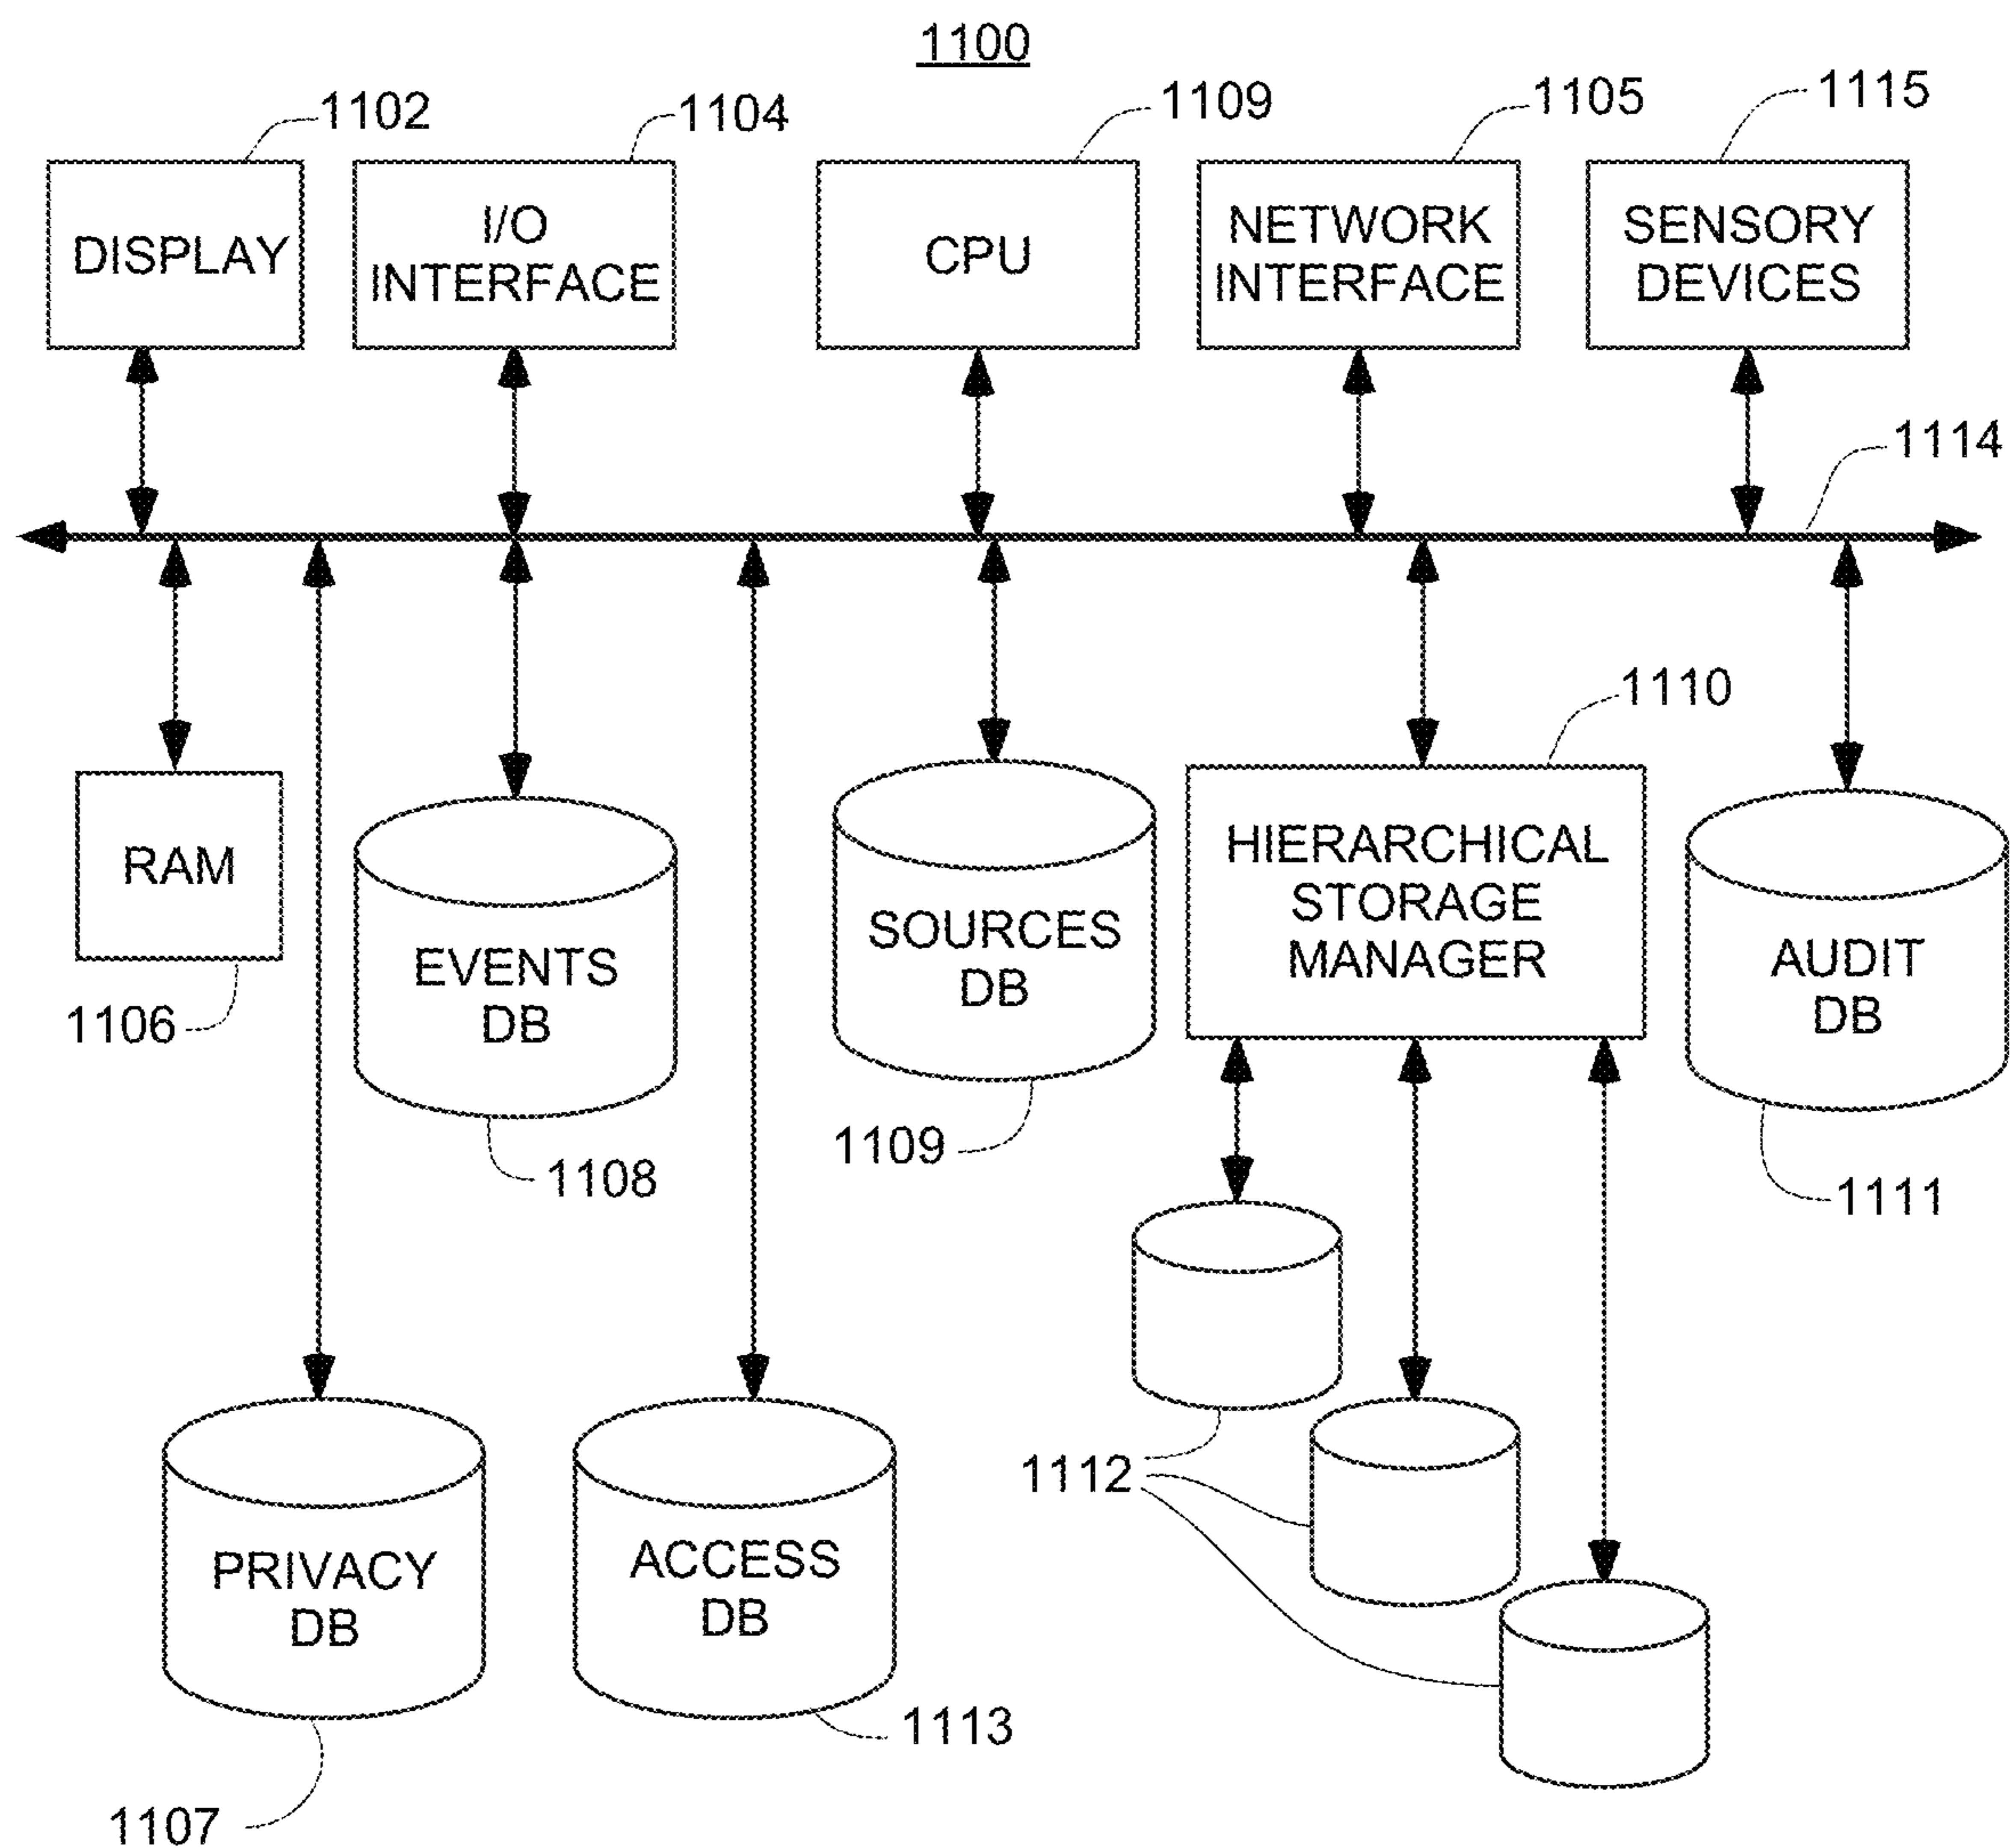 1100
1102
1104
1109
1105
1115
DISPLAY
I/O
INTERFACE
CPU
NETWORK
INTERFACE
SENSORY
DEVICES
1114
1110
RAM
1106
EVENTS
DB
1108
SOURCES
DB
1109
HIERARCHICAL
STORAGE
MANAGER
AUDIT
DB
1111
1112
PRIVACY
DB
1107
ACCESS
DB
1113